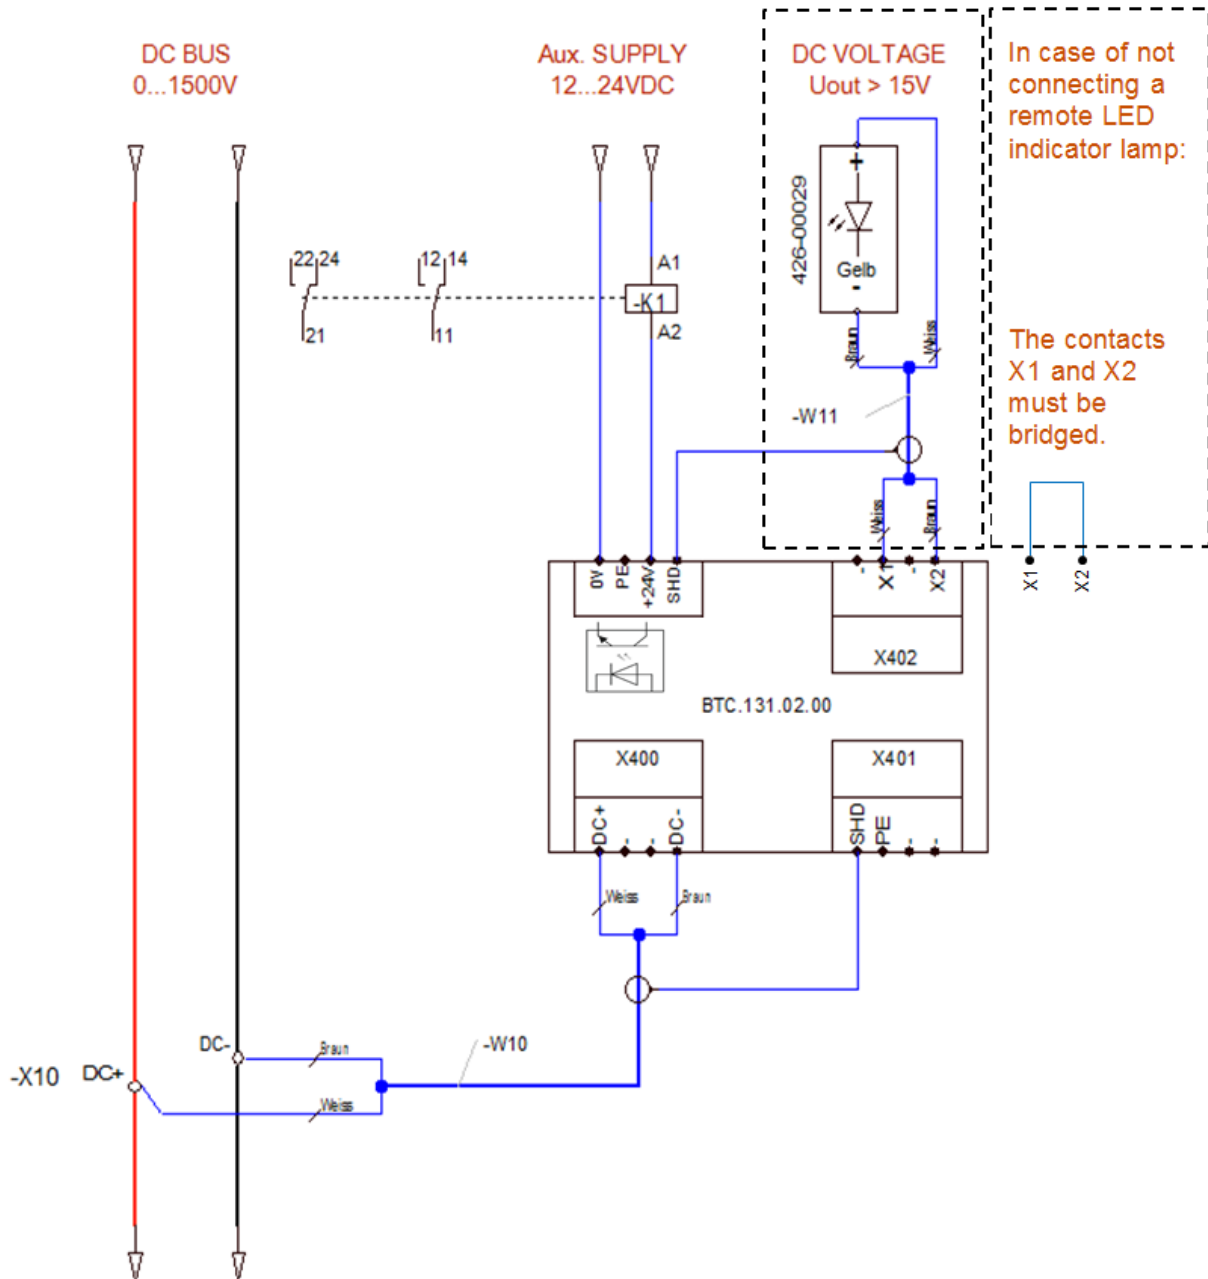 DC BUS
0...1500V
Aux. SUPPLY
12...24VDC
DC VOLTAGE
Uout > 15V
In case of not
connecting a
remote LED
indicator lamp:
426-00029
+
Gelb
-
22 24
21
12 14
11
A1
-K1
A2
Braun
Weiss
The contacts
X1 and X2
must be
bridged.
-W11
Weiss
Braun
0V
PE
+24V
SHD
-
X1
-
X2
X1
X2
X402
BTC.131.02.00
X400
X401
DC+
-
-
DC-
SHD
PE
-
-
Weiss
Braun
-W10
DC-
Braun
-X10
DC+
Weiss